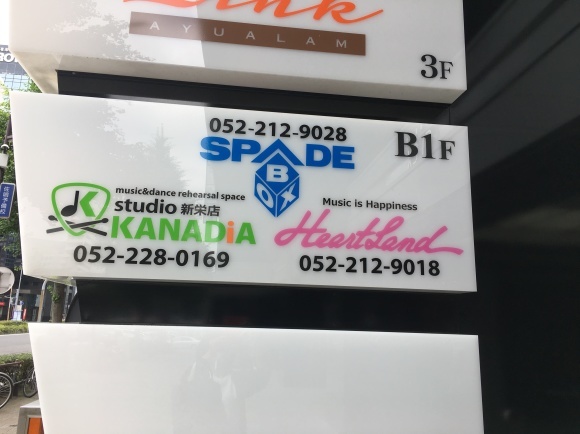 Link
AYUALAM
3F
052-212-9028
SPADE
BOX
B1F
music&dance rehearsal space
studio 新栄店
KANADiA
052-228-0169
Music is Happiness
HeartLand
052-212-9018